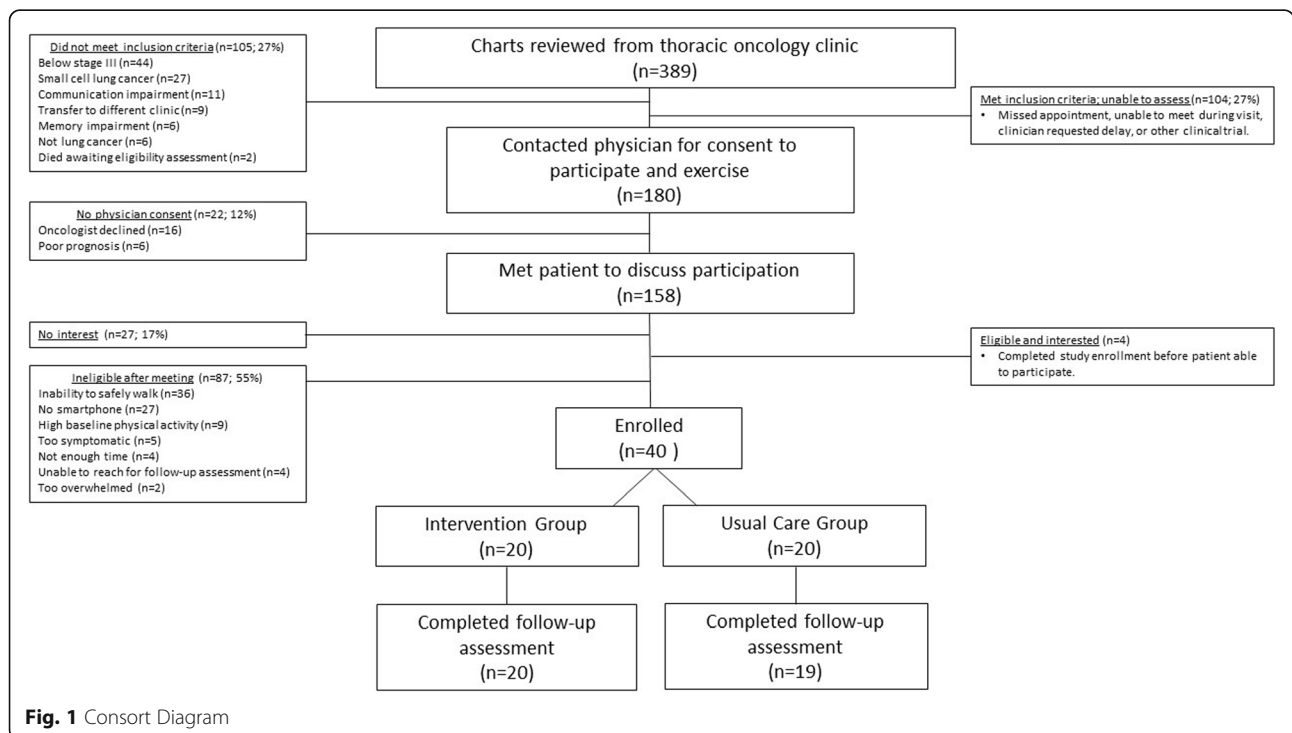 Charts reviewed from thoracic oncology clinic
(n=389)
Did not meet inclusion criteria (n=105; 27%)
Below stage III (n=44)
Small cell lung cancer (n=27)
Communication impairment (n=11)
Transfer to different clinic (n=9)
Memory impairment (n=6)
Not lung cancer (n=6)
Died awaiting eligibility assessment (n=2)
Met inclusion criteria; unable to assess (n=104; 27%)
• Missed appointment, unable to meet during visit,
clinician requested delay, or other clinical trial.
Contacted physician for consent to
participate and exercise
(n=180)
No physician consent (n=22; 12%)
Oncologist declined (n=16)
Poor prognosis (n=6)
Met patient to discuss participation
(n=158)
No interest (n=27; 17%)
Eligible and interested (n=4)
• Completed study enrollment before patient able
to participate.
Ineligible after meeting (n=87; 55%)
Inability to safely walk (n=36)
No smartphone (n=27)
High baseline physical activity (n=9)
Too symptomatic (n=5)
Not enough time (n=4)
Unable to reach for follow-up assessment (n=4)
Too overwhelmed (n=2)
Enrolled
(n=40 )
Intervention Group
(n=20)
Usual Care Group
(n=20)
Completed follow-up
assessment
(n=20)
Completed follow-up
assessment
(n=19)
Fig. 1 Consort Diagram